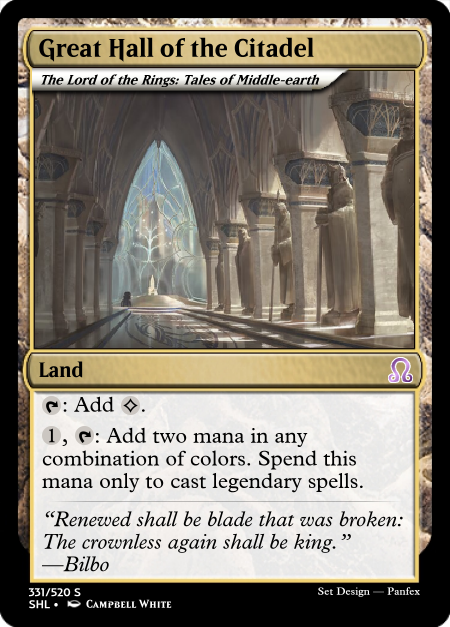 Great Hall of the Citadel
The Lord of the Rings: Tales of Middle-earth
Land
: Add .
1, : Add two mana in any
combination of colors. Spend this
mana only to cast legendary spells.
“Renewed shall be blade that was broken:
The crownless again shall be king.”
—Bilbo
331/520 S
Set Design — Panfex
SHL • Campbell White